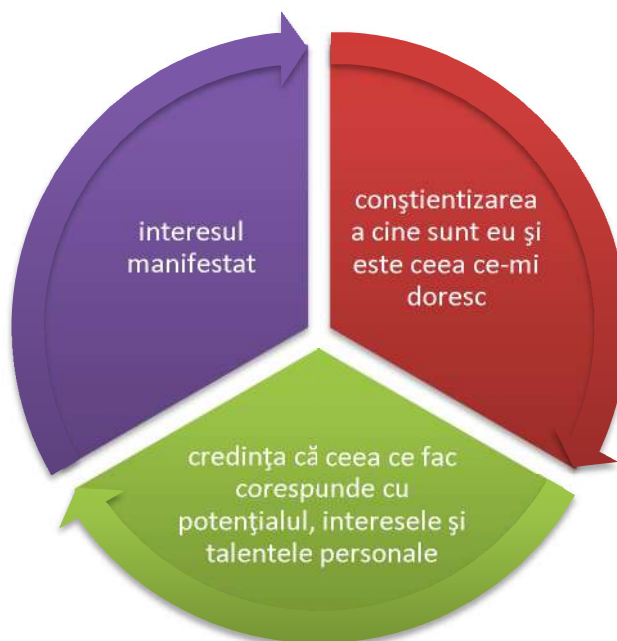 interesul
manifestat
conştientizarea
a cine sunt eu şi
este ceea ce-mi
doresc
credinţa că ceea ce fac
corespunde cu
potenţialul, interesele şi
talentele personale